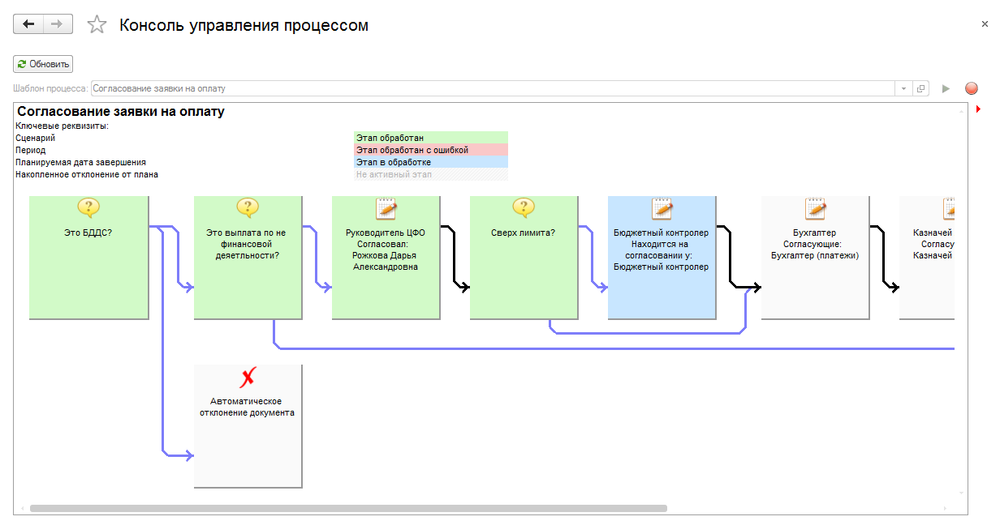 Консоль управления процессом
Обновить
Шаблон процесса: Согласование заявки на оплату
Согласование заявки на оплату
Ключевые реквизиты:
Сценарий
Этап обработан
Период
Этап обработан с ошибкой
Планируемая дата завершения
Этап в обработке
Накопленное отклонение от плана
Не активный этап
Это БДДС?
Это выплата по не
финансовой
деяетльности?
Руководитель ЦФО
Согласовал:
Рожкова Дарья
Александровна
Сверх лимита?
Бюджетный контролер
Находится на
согласовании у:
Бюджетный контролер
Бухгалтер
Согласующие:
Бухгалтер (платежи)
Казначей
Согласу
Казначей
Автоматическое
отклонение документа